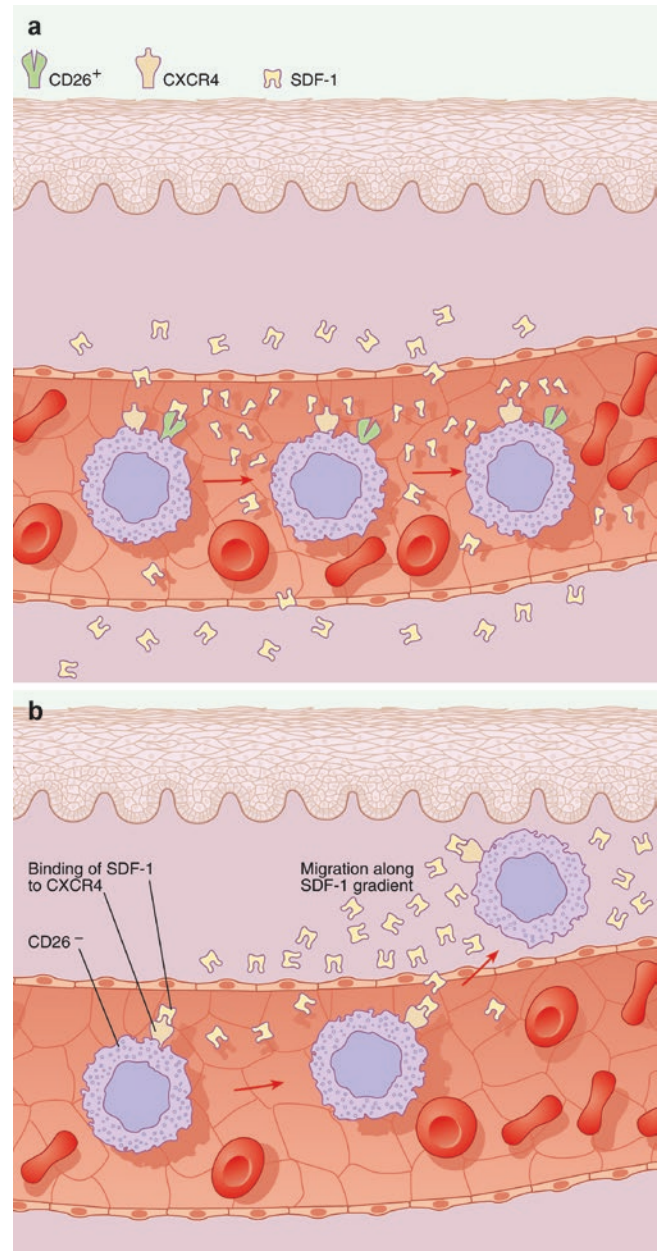 a
CD26⁺
CXCR4
SDF-1
b
Binding of SDF-1
to CXCR4
Migration along
SDF-1 gradient
CD26⁻